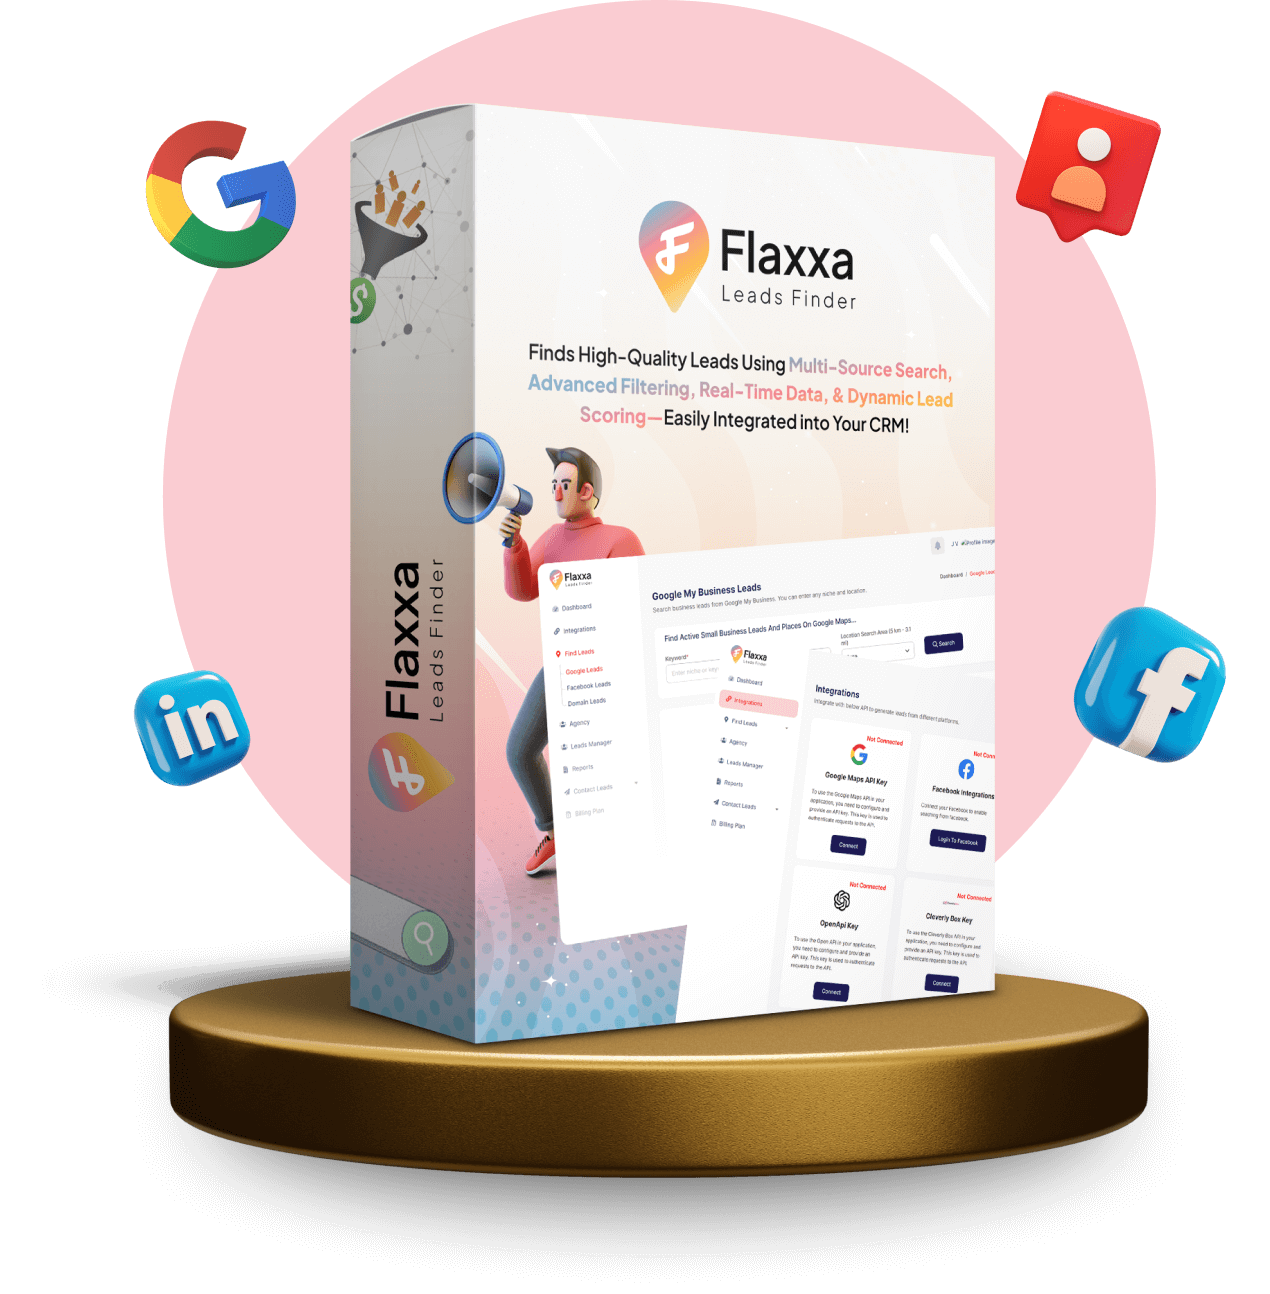 Flaxxa
Leads Finder
Finds High-Quality Leads Using Multi-Source Search,
Advanced Filtering, Real-Time Data, & Dynamic Lead
Scoring—Easily Integrated into Your CRM!
Flaxxa
Leads Finder
in
f
Flaxxa
Leads Finder
Dashboard
Integrations
Find Leads
Google Leads
Facebook Leads
Domain Leads
Agency
Leads Manager
Reports
Contact Leads
Billing Plan
Dashboard /
Google My Business Leads
Search business leads from Google My Business. You can enter any niche and location.
Find Active Small Business Leads And Places On Google Maps...
Keyword*
Location Search Area (5 km - 3.1
mi)
Search
Flaxxa
Leads Finder
Dashboard
Integrations
Find Leads
Agency
Leads Manager
Reports
Contact Leads
Billing Plan
Integrations
Integrate with below API to generate leads from different platforms.
Not Connected
Google Maps API Key
To use the Google Maps API in your
application, you need to configure and
provide an API key. This key is used to
authenticate requests to the API.
Connect
Not Conn
Facebook Integrations
Connect your Facebook to enable
searching from facebook.
Login To Facebook
Not Connected
OpenApi Key
To use the Open API in your application,
you need to configure and provide an
API key. This key is used to authenticate
requests to the API.
Connect
Not Connected
Cleverly Box Key
To use the Cleverly Box API in your
application, you need to configure and
provide an API key. This key is used to
authenticate requests to the API.
Connect